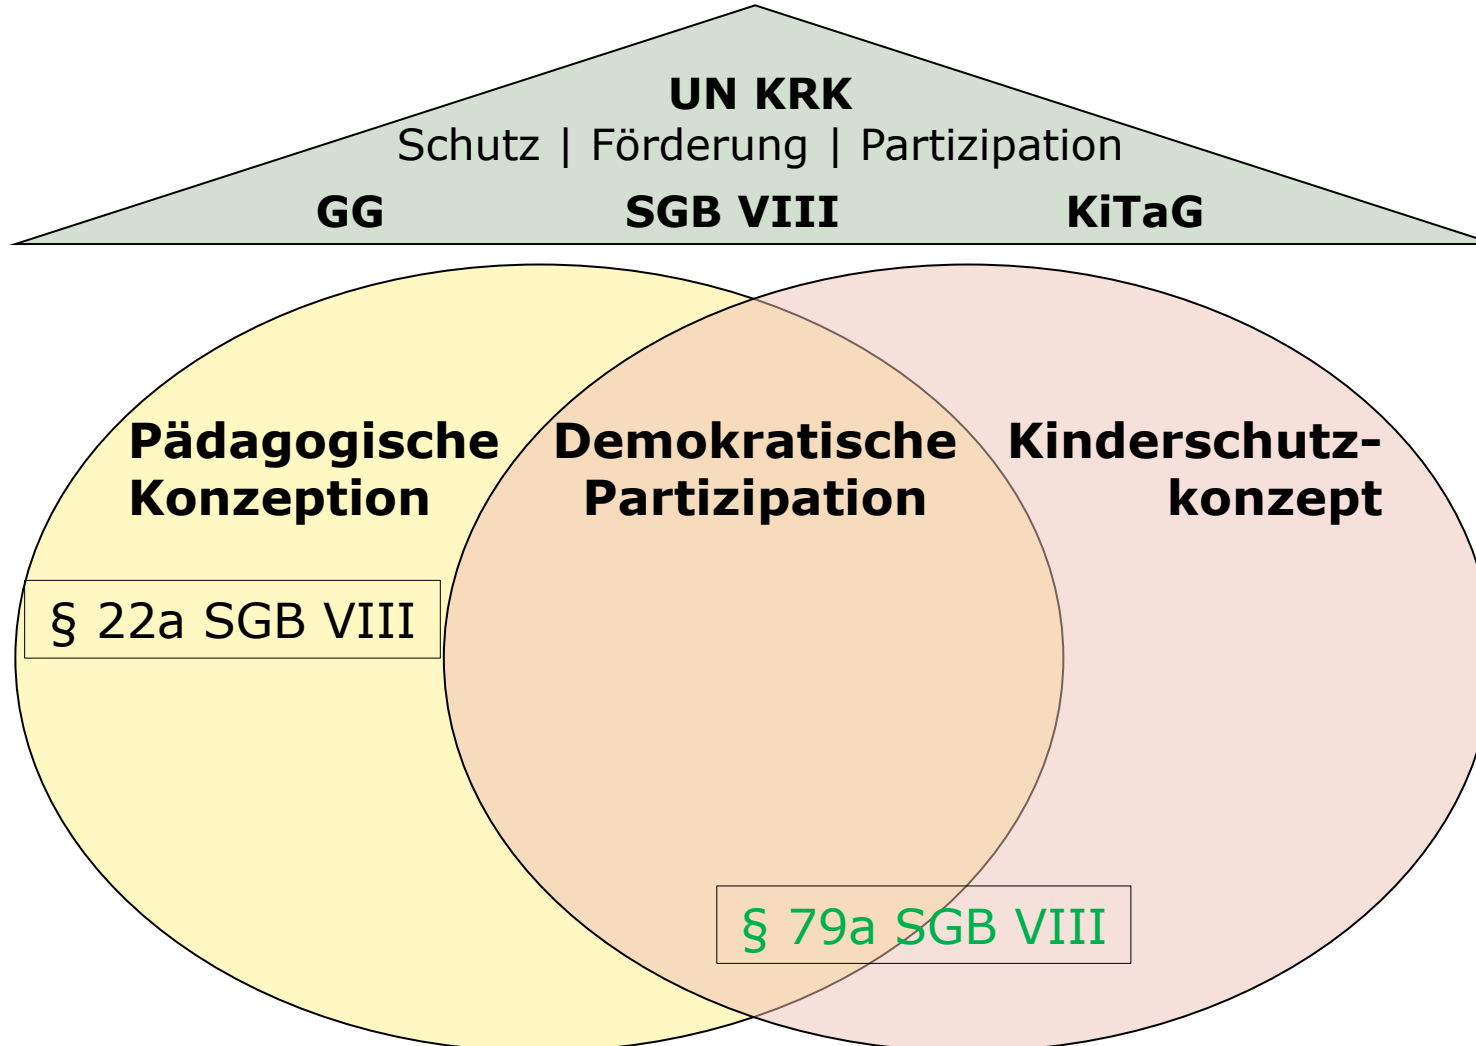 UN KRK
Schutz | Förderung | Partizipation
GG SGB VIII KiTaG
Pädagogische
Konzeption
Demokratische
Partizipation
Kinderschutz–
konzept
§ 22a SGB VIII
§ 79a SGB VIII